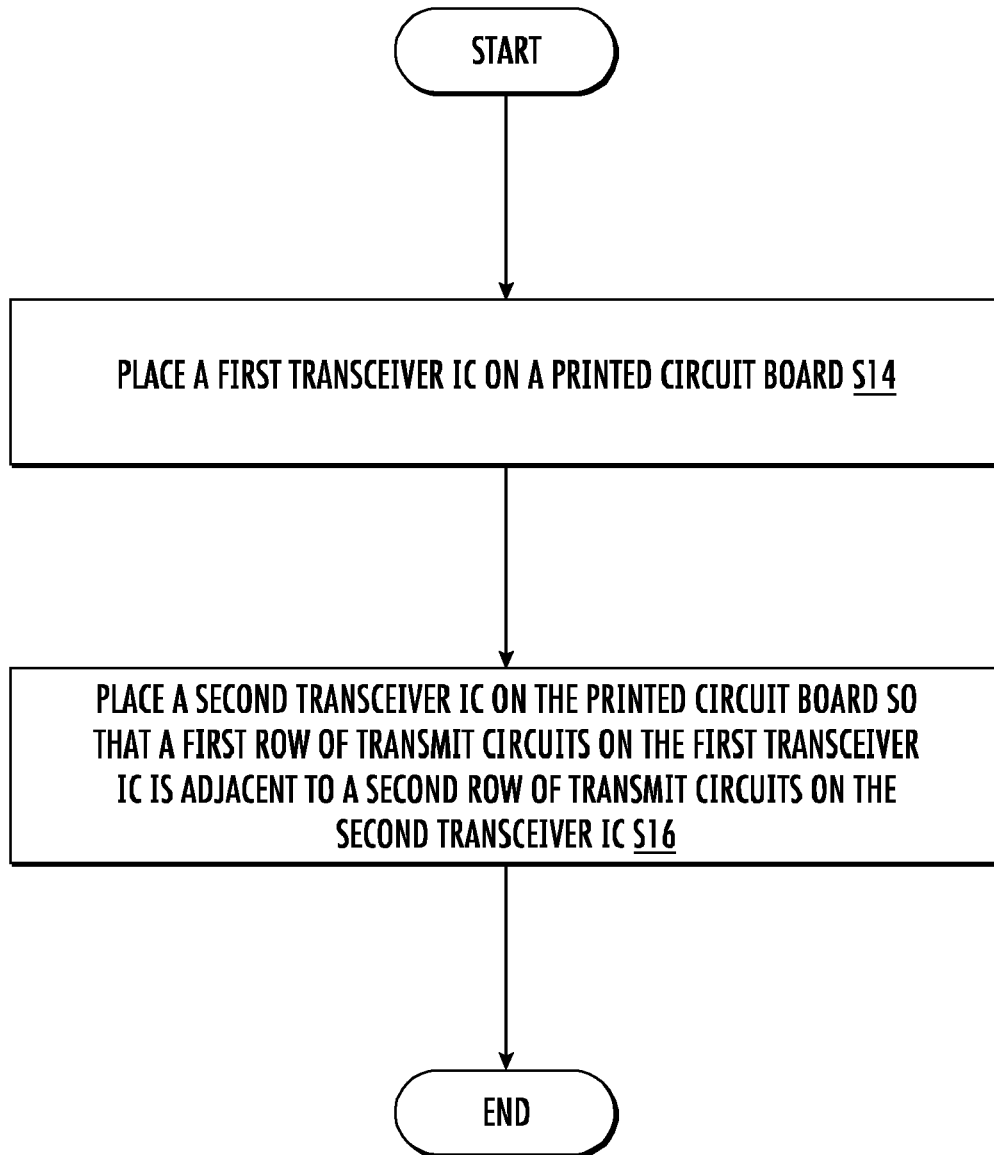 START
PLACE A FIRST TRANSCEIVER IC ON A PRINTED CIRCUIT BOARD S14
PLACE A SECOND TRANSCEIVER IC ON THE PRINTED CIRCUIT BOARD SO
THAT A FIRST ROW OF TRANSMIT CIRCUITS ON THE FIRST TRANSCEIVER
IC IS ADJACENT TO A SECOND ROW OF TRANSMIT CIRCUITS ON THE
SECOND TRANSCEIVER IC S16
END